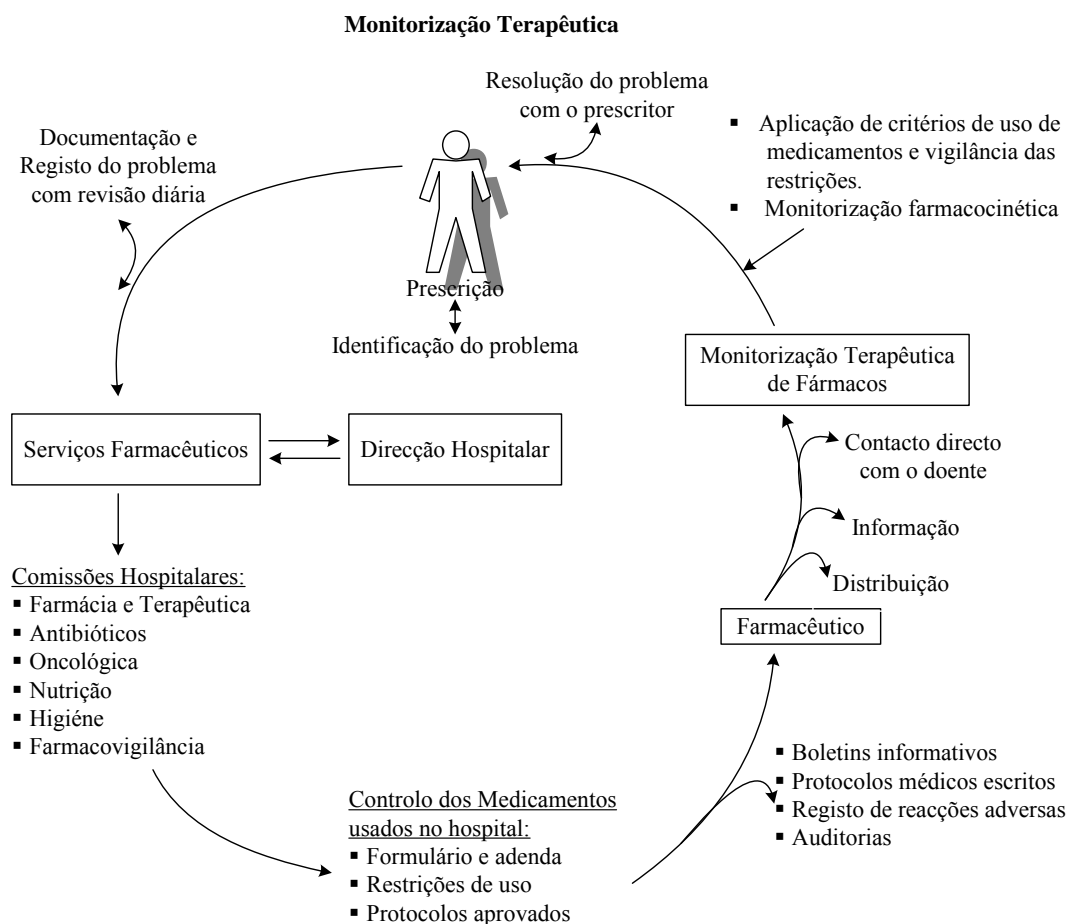 Monitorização Terapêutica
Resolução do problema
com o prescritor
Documentação e
Registo do problema
com revisão diária
▪ Aplicação de critérios de uso de
medicamentos e vigilância das
restrições.
▪ Monitorização farmacocinética
Prescrição
Identificação do problema
Monitorização Terapêutica
de Fármacos
Serviços Farmacêuticos
Direcção Hospitalar
Contacto directo
com o doente
Informação
Distribuição
Farmacêutico
Comissões Hospitalares:
▪ Farmácia e Terapêutica
▪ Antibióticos
▪ Oncológica
▪ Nutrição
▪ Higiéne
▪ Farmacovigilância
▪ Boletins informativos
▪ Protocolos médicos escritos
▪ Registo de reacções adversas
▪ Auditorias
Controlo dos Medicamentos
usados no hospital:
▪ Formulário e adenda
▪ Restrições de uso
▪ Protocolos aprovados